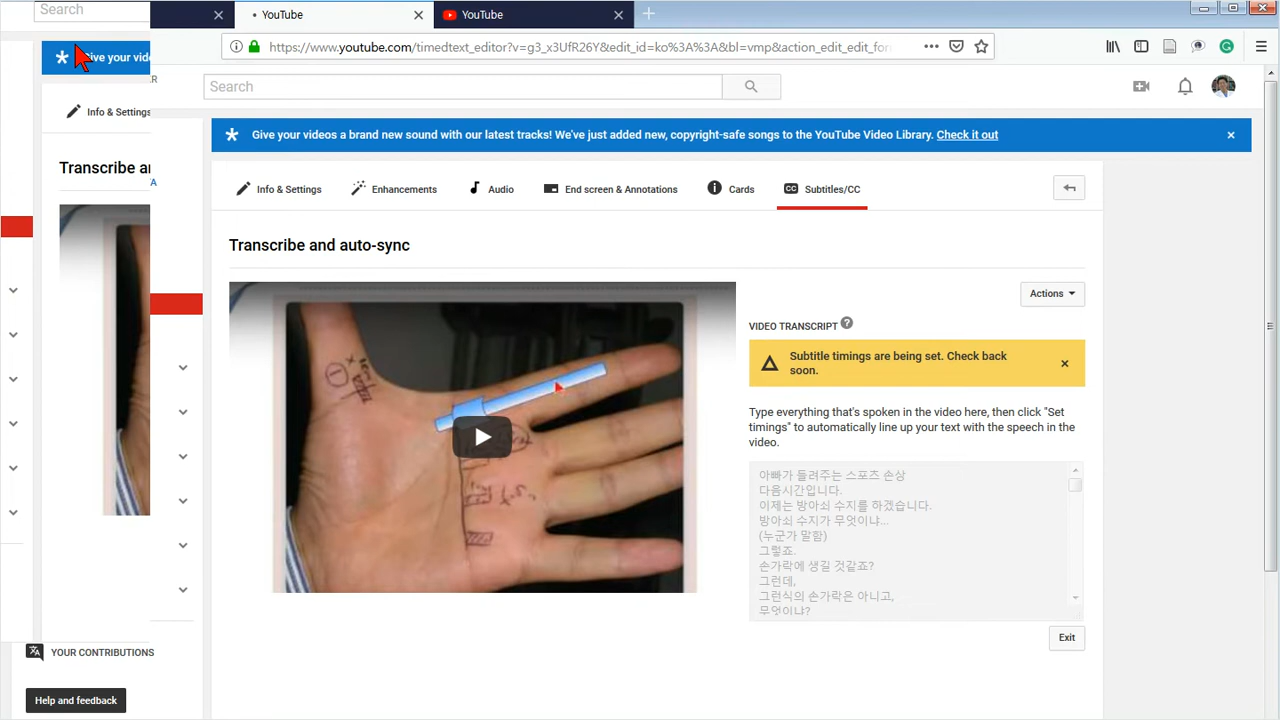 Search
YouTube
YouTube
https://www.youtube.com/timedtext_editor?v=g3_x3UfR26Y&edit_id=ko%3A%3A&bl=vmp&action_edit_edit_for
Give your vide
ER
Search
Info & Settings
Give your videos a brand new sound with our latest tracks! We've just added new, copyright-safe songs to the YouTube Video Library. Check it out
Transcribe an
TA
Info & Settings
Enhancements
Audio
End screen & Annotations
Cards
CC Subtitles/CC
Transcribe and auto-sync
Actions
VIDEO TRANSCRIPT ?
Subtitle timings are being set. Check back
soon.
Type everything that's spoken in the video here, then click "Set
timings" to automatically line up your text with the speech in the
video.
아빠가 들려주는 스포츠 손상
다음시간입니다.
이제는 방아쇠 수지를 하겠습니다.
방아쇠 수지가 무엇이냐...
(누군가 말함)
그렇죠.
손가락에 생길 것같죠?
그런데,
그런식의 손가락은 아니고,
무엇이냐?
Exit
①
YOUR CONTRIBUTIONS
Help and feedback